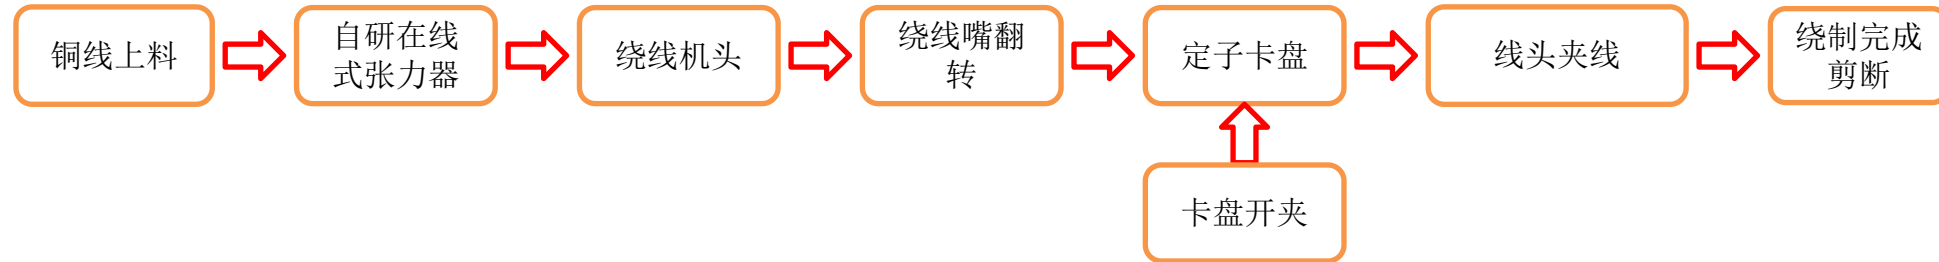 铜线上料
自研在线
式张力器
绕线机头
绕线嘴翻
转
定子卡盘
线头夹线
绕制完成
剪断
卡盘开夹